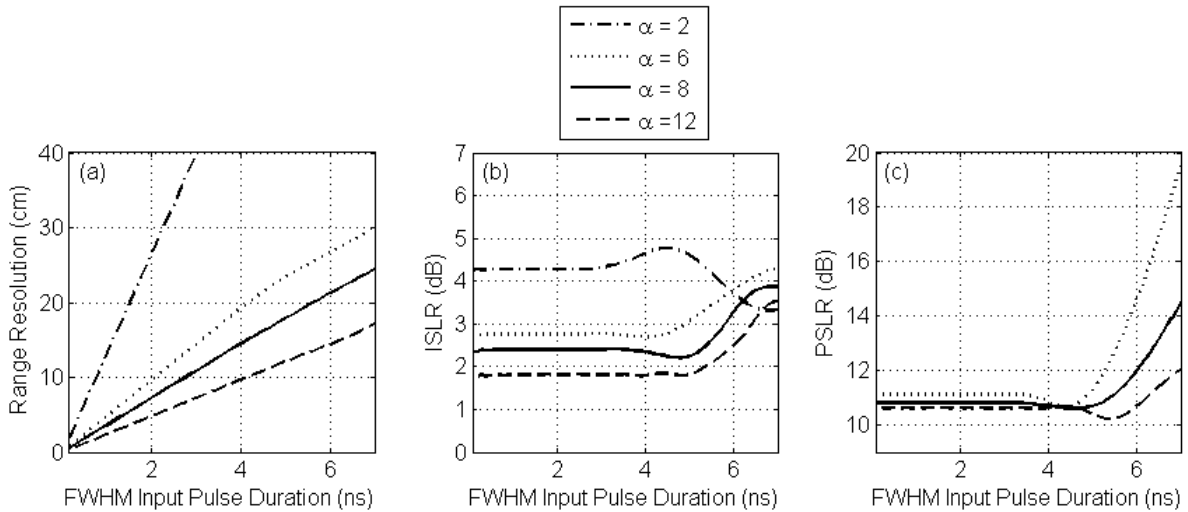 α = 2
α = 6
α = 8
α =12
(a)
40
30
20
10
0
2
4
6
Range Resolution (cm)
FWHM Input Pulse Duration (ns)
(b)
7
6
5
4
3
2
1
0
2
4
6
ISLR (dB)
FWHM Input Pulse Duration (ns)
(c)
20
18
16
14
12
10
2
4
6
PSLR (dB)
FWHM Input Pulse Duration (ns)